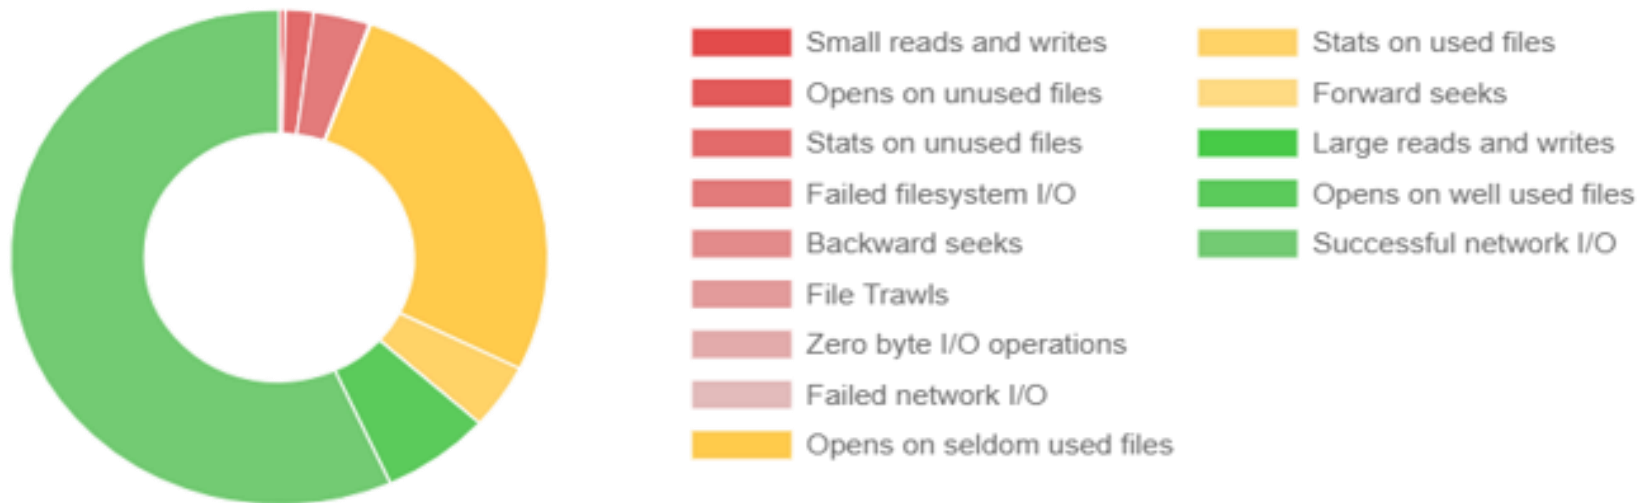 Small reads and writes
Opens on unused files
Stats on unused files
Failed filesystem I/O
Backward seeks
File Trawls
Zero byte I/O operations
Failed network I/O
Opens on seldom used files
Stats on used files
Forward seeks
Large reads and writes
Opens on well used files
Successful network I/O